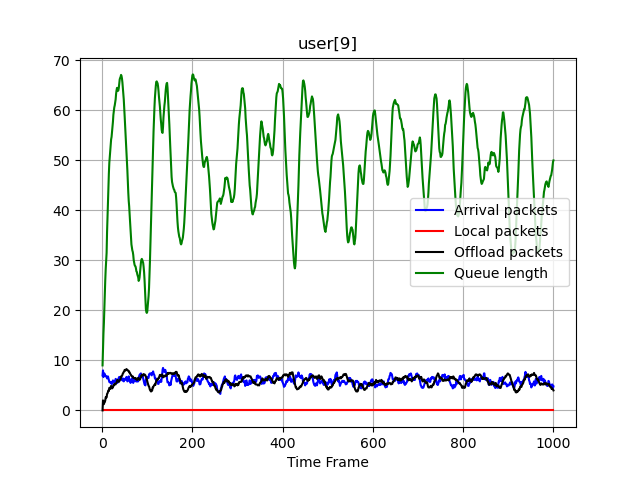 user[9]
70
60
50
40
30
20
10
0
Arrival packets
Local packets
Offload packets
Queue length
0 200 400 600 800 1000
Time Frame